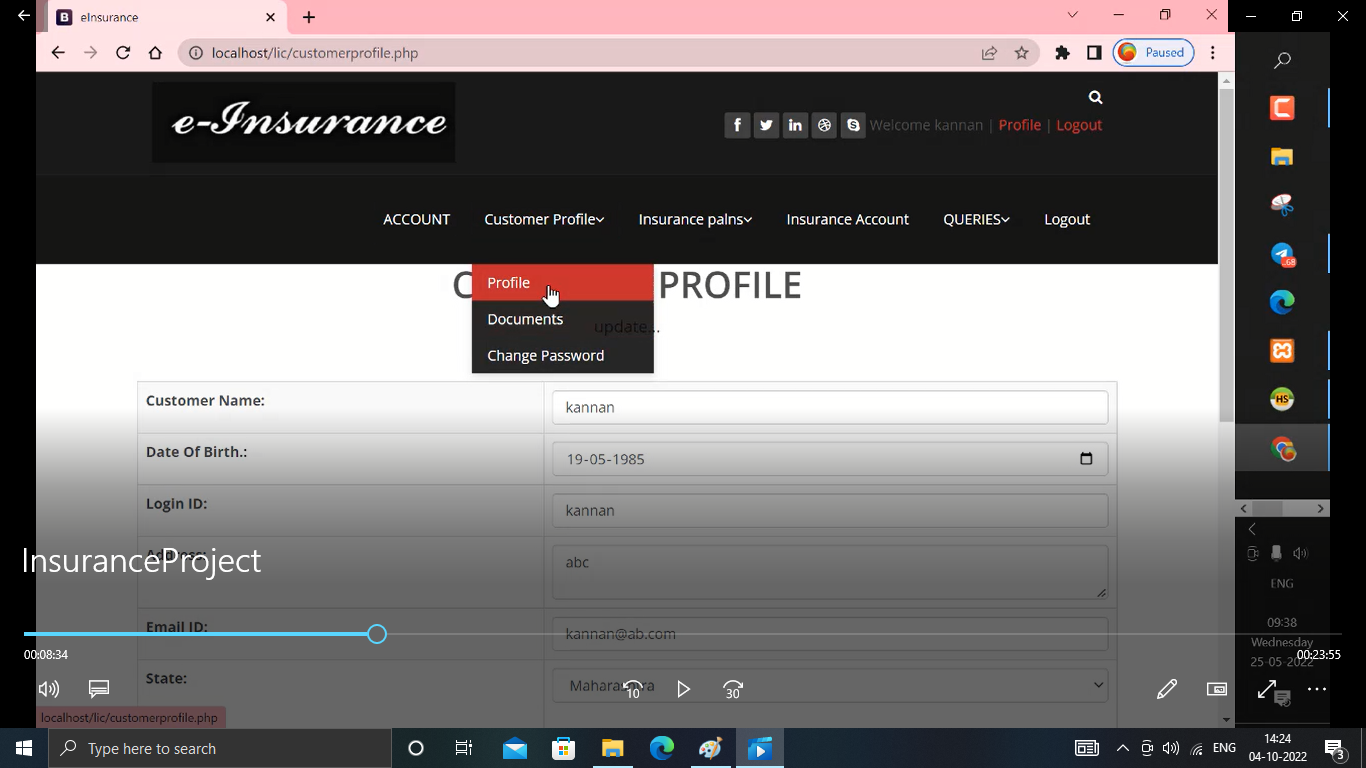 eInsurance
localhost/lic/customerprofile.php
Paused
e-Insurance
Welcome kannan | Profile | Logout
ACCOUNT Customer Profile Insurance palns Insurance Account QUERIES Logout
PROFILE
Profile
Documents
update...
Change Password
Customer Name: kannan
Date Of Birth.: 19-05-1985
Login ID: kannan
abc
InsuranceProject
Email ID: kannan@ab.com
State:
00:08:34
00:23:55
10
30
localhost/lic/customerprofile.php
.68
HS
ENG
09:38
Wednesday
25-05-2022
Type here to search
ENG
14:24
04-10-2022
3